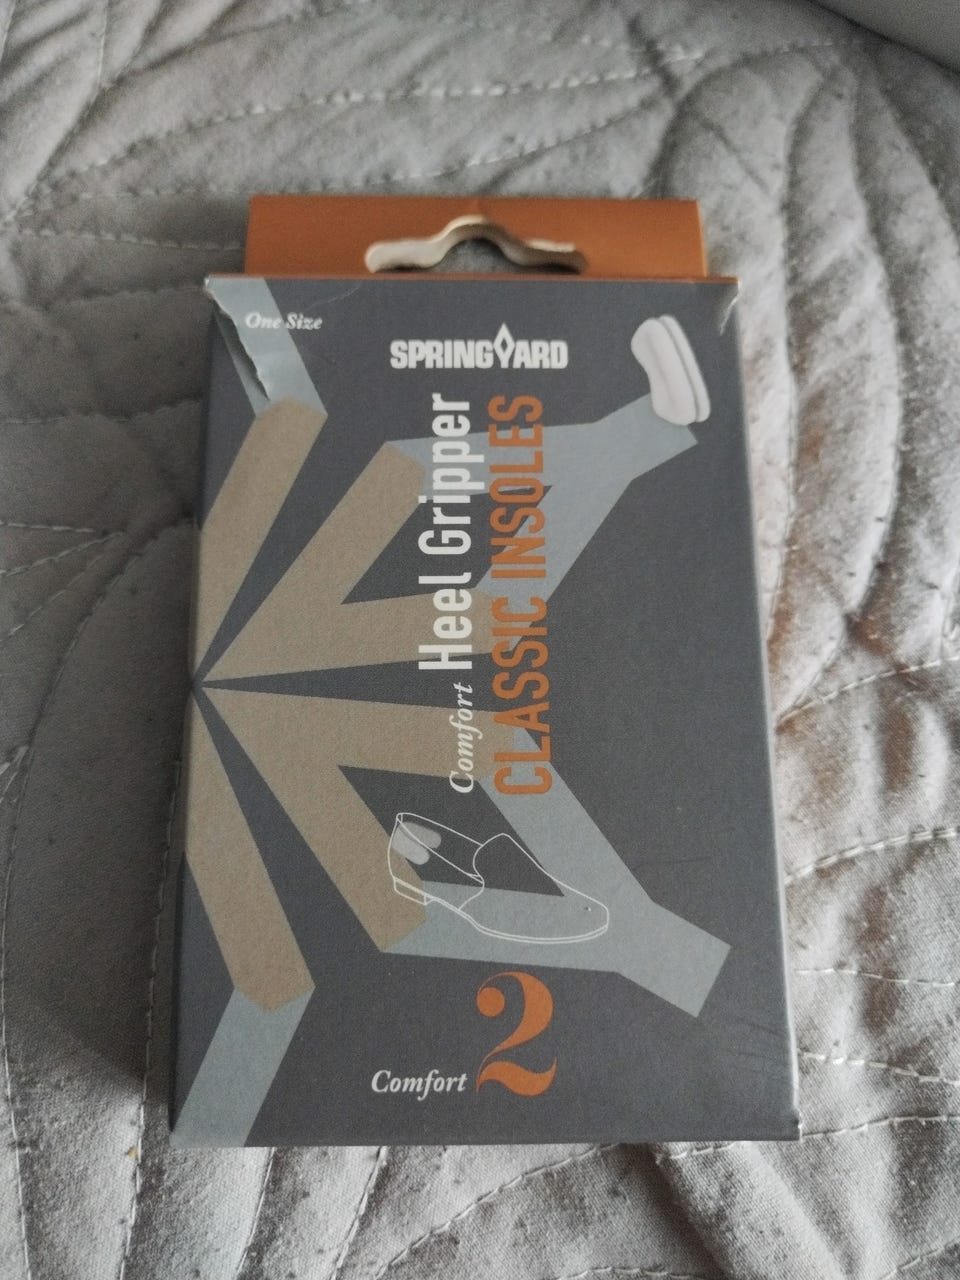 One Size
SPRINGYARD
Comfort Heel Gripper
CLASSIC INSOLES
Comfort 2